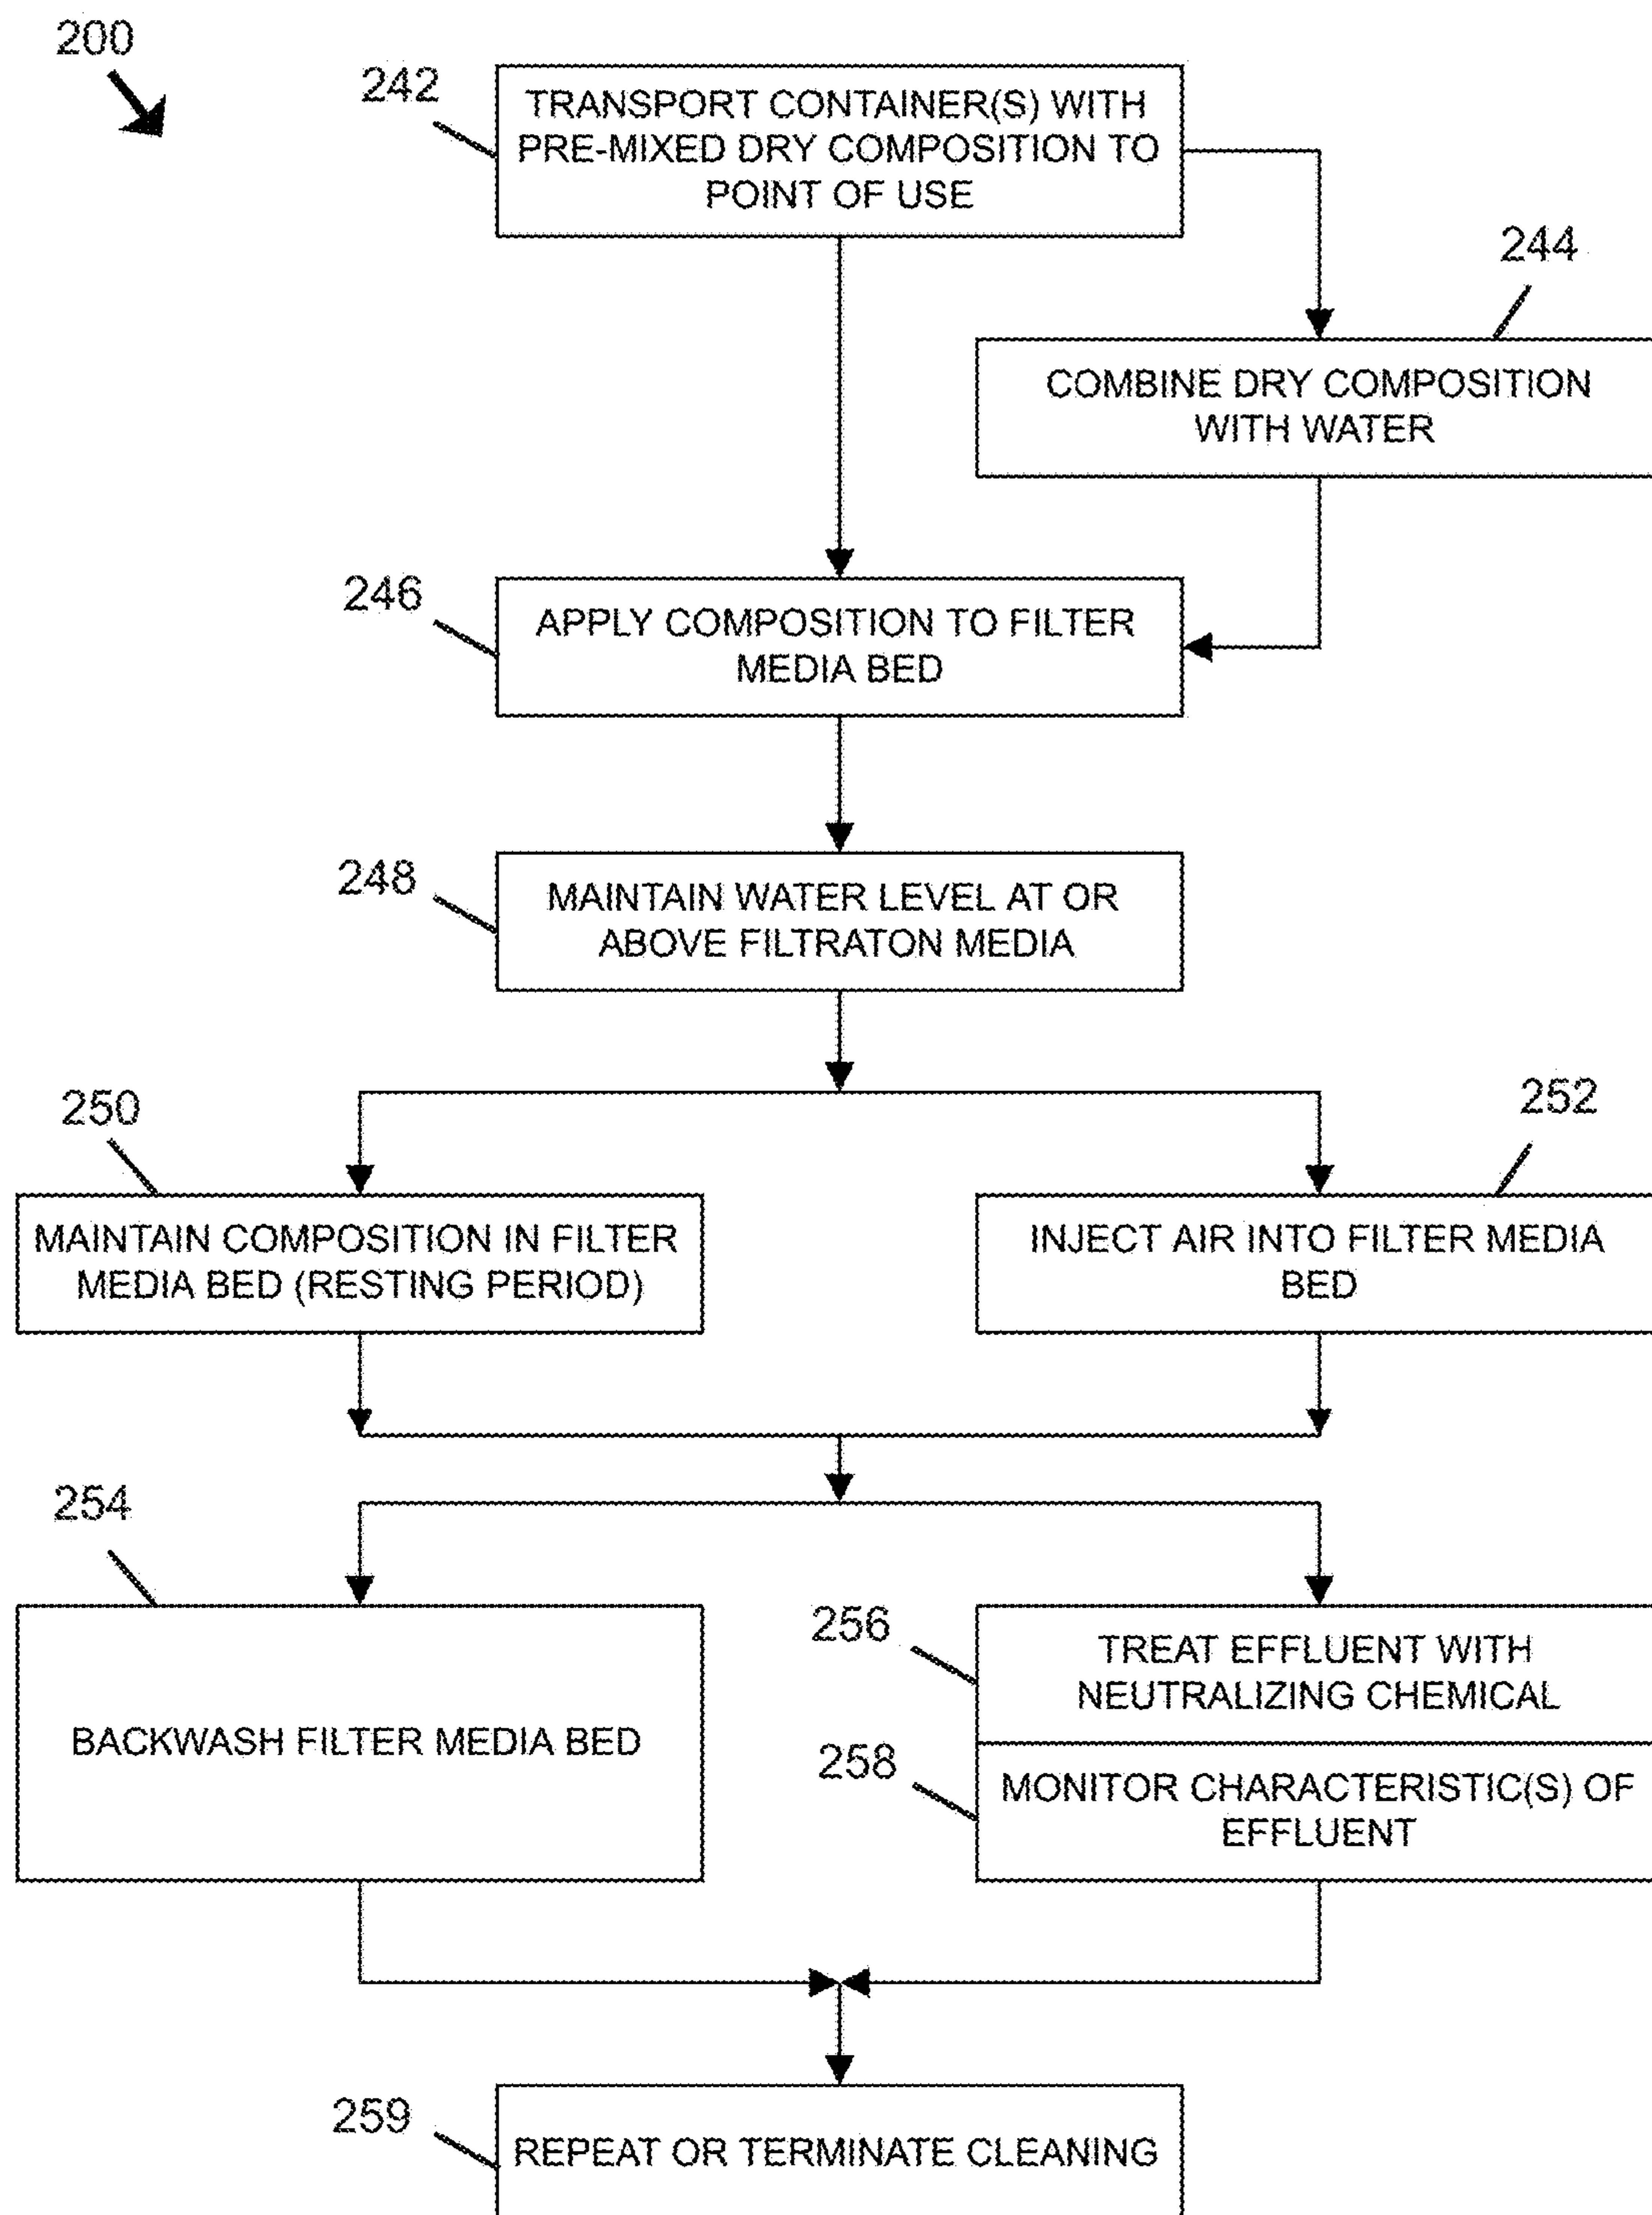 200
242
TRANSPORT CONTAINER(S) WITH
PRE-MIXED DRY COMPOSITION TO
POINT OF USE
244
COMBINE DRY COMPOSITION
WITH WATER
246
APPLY COMPOSITION TO FILTER
MEDIA BED
248
MAINTAIN WATER LEVEL AT OR
ABOVE FILTRATON MEDIA
250
MAINTAIN COMPOSITION IN FILTER
MEDIA BED (RESTING PERIOD)
252
INJECT AIR INTO FILTER MEDIA
BED
254
BACKWASH FILTER MEDIA BED
256
TREAT EFFLUENT WITH
NEUTRALIZING CHEMICAL
258
MONITOR CHARACTERISTIC(S) OF
EFFLUENT
259
REPEAT OR TERMINATE CLEANING